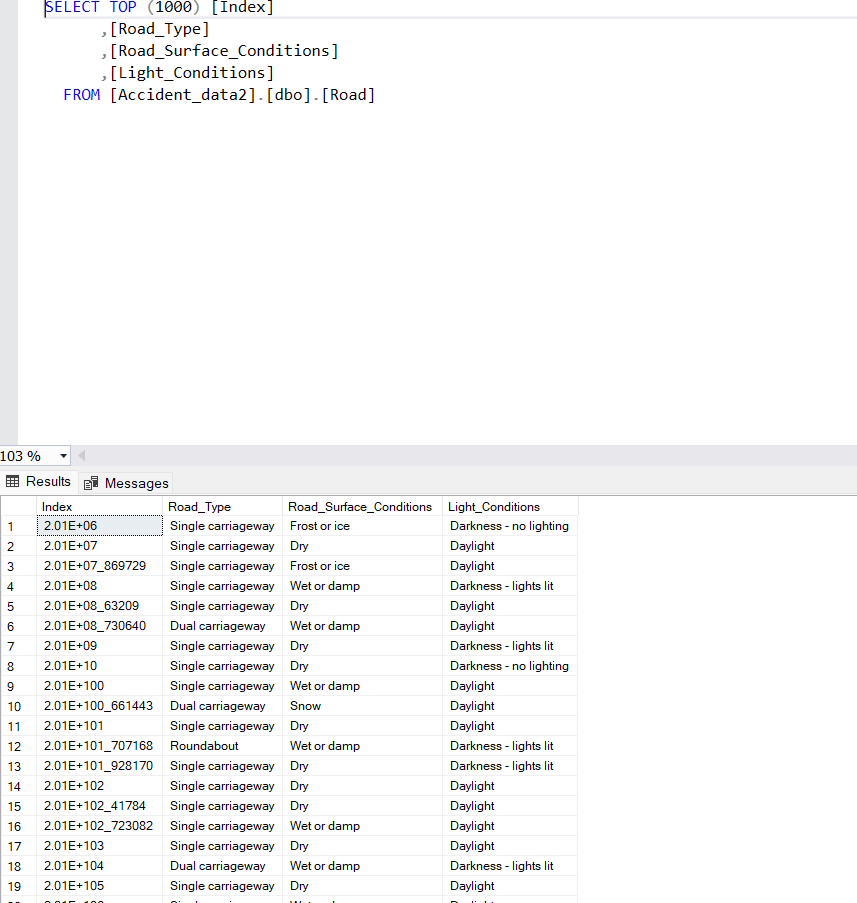 SELECT TOP (1000) [Index]
,[Road_Type]
,[Road_Surface_Conditions]
,[Light_Conditions]
FROM [Accident_data2].[dbo].[Road]
103 %
Results Messages
Index Road_Type Road_Surface_Conditions Light_Conditions
1 2.01E+06 Single carriageway Frost or ice Darkness - no lighting
2 2.01E+07 Single carriageway Dry Daylight
3 2.01E+07_869729 Single carriageway Frost or ice Daylight
4 2.01E+08 Single carriageway Wet or damp Darkness - lights lit
5 2.01E+08_63209 Single carriageway Dry Daylight
6 2.01E+08_730640 Dual carriageway Wet or damp Daylight
7 2.01E+09 Single carriageway Dry Darkness - lights lit
8 2.01E+10 Single carriageway Dry Darkness - no lighting
9 2.01E+100 Single carriageway Wet or damp Daylight
10 2.01E+100_661443 Dual carriageway Snow Daylight
11 2.01E+101 Single carriageway Dry Daylight
12 2.01E+101_707168 Roundabout Wet or damp Darkness - lights lit
13 2.01E+101_928170 Single carriageway Dry Darkness - lights lit
14 2.01E+102 Single carriageway Dry Daylight
15 2.01E+102_41784 Single carriageway Dry Daylight
16 2.01E+102_723082 Single carriageway Wet or damp Daylight
17 2.01E+103 Single carriageway Dry Daylight
18 2.01E+104 Dual carriageway Wet or damp Darkness - lights lit
19 2.01E+105 Single carriageway Dry Daylight